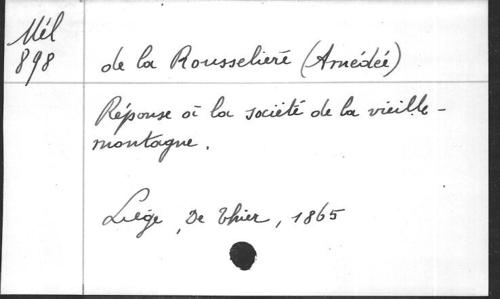 Mél
898
de la Rousselière (Amédée)
Réponse à la société de la vieille-
montagne.
Liège, De Thier, 1865